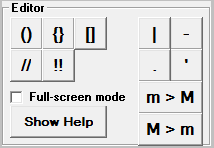 Editor
() {} [] | -
// !! . '
Full-screen mode m > M
Show Help M > m